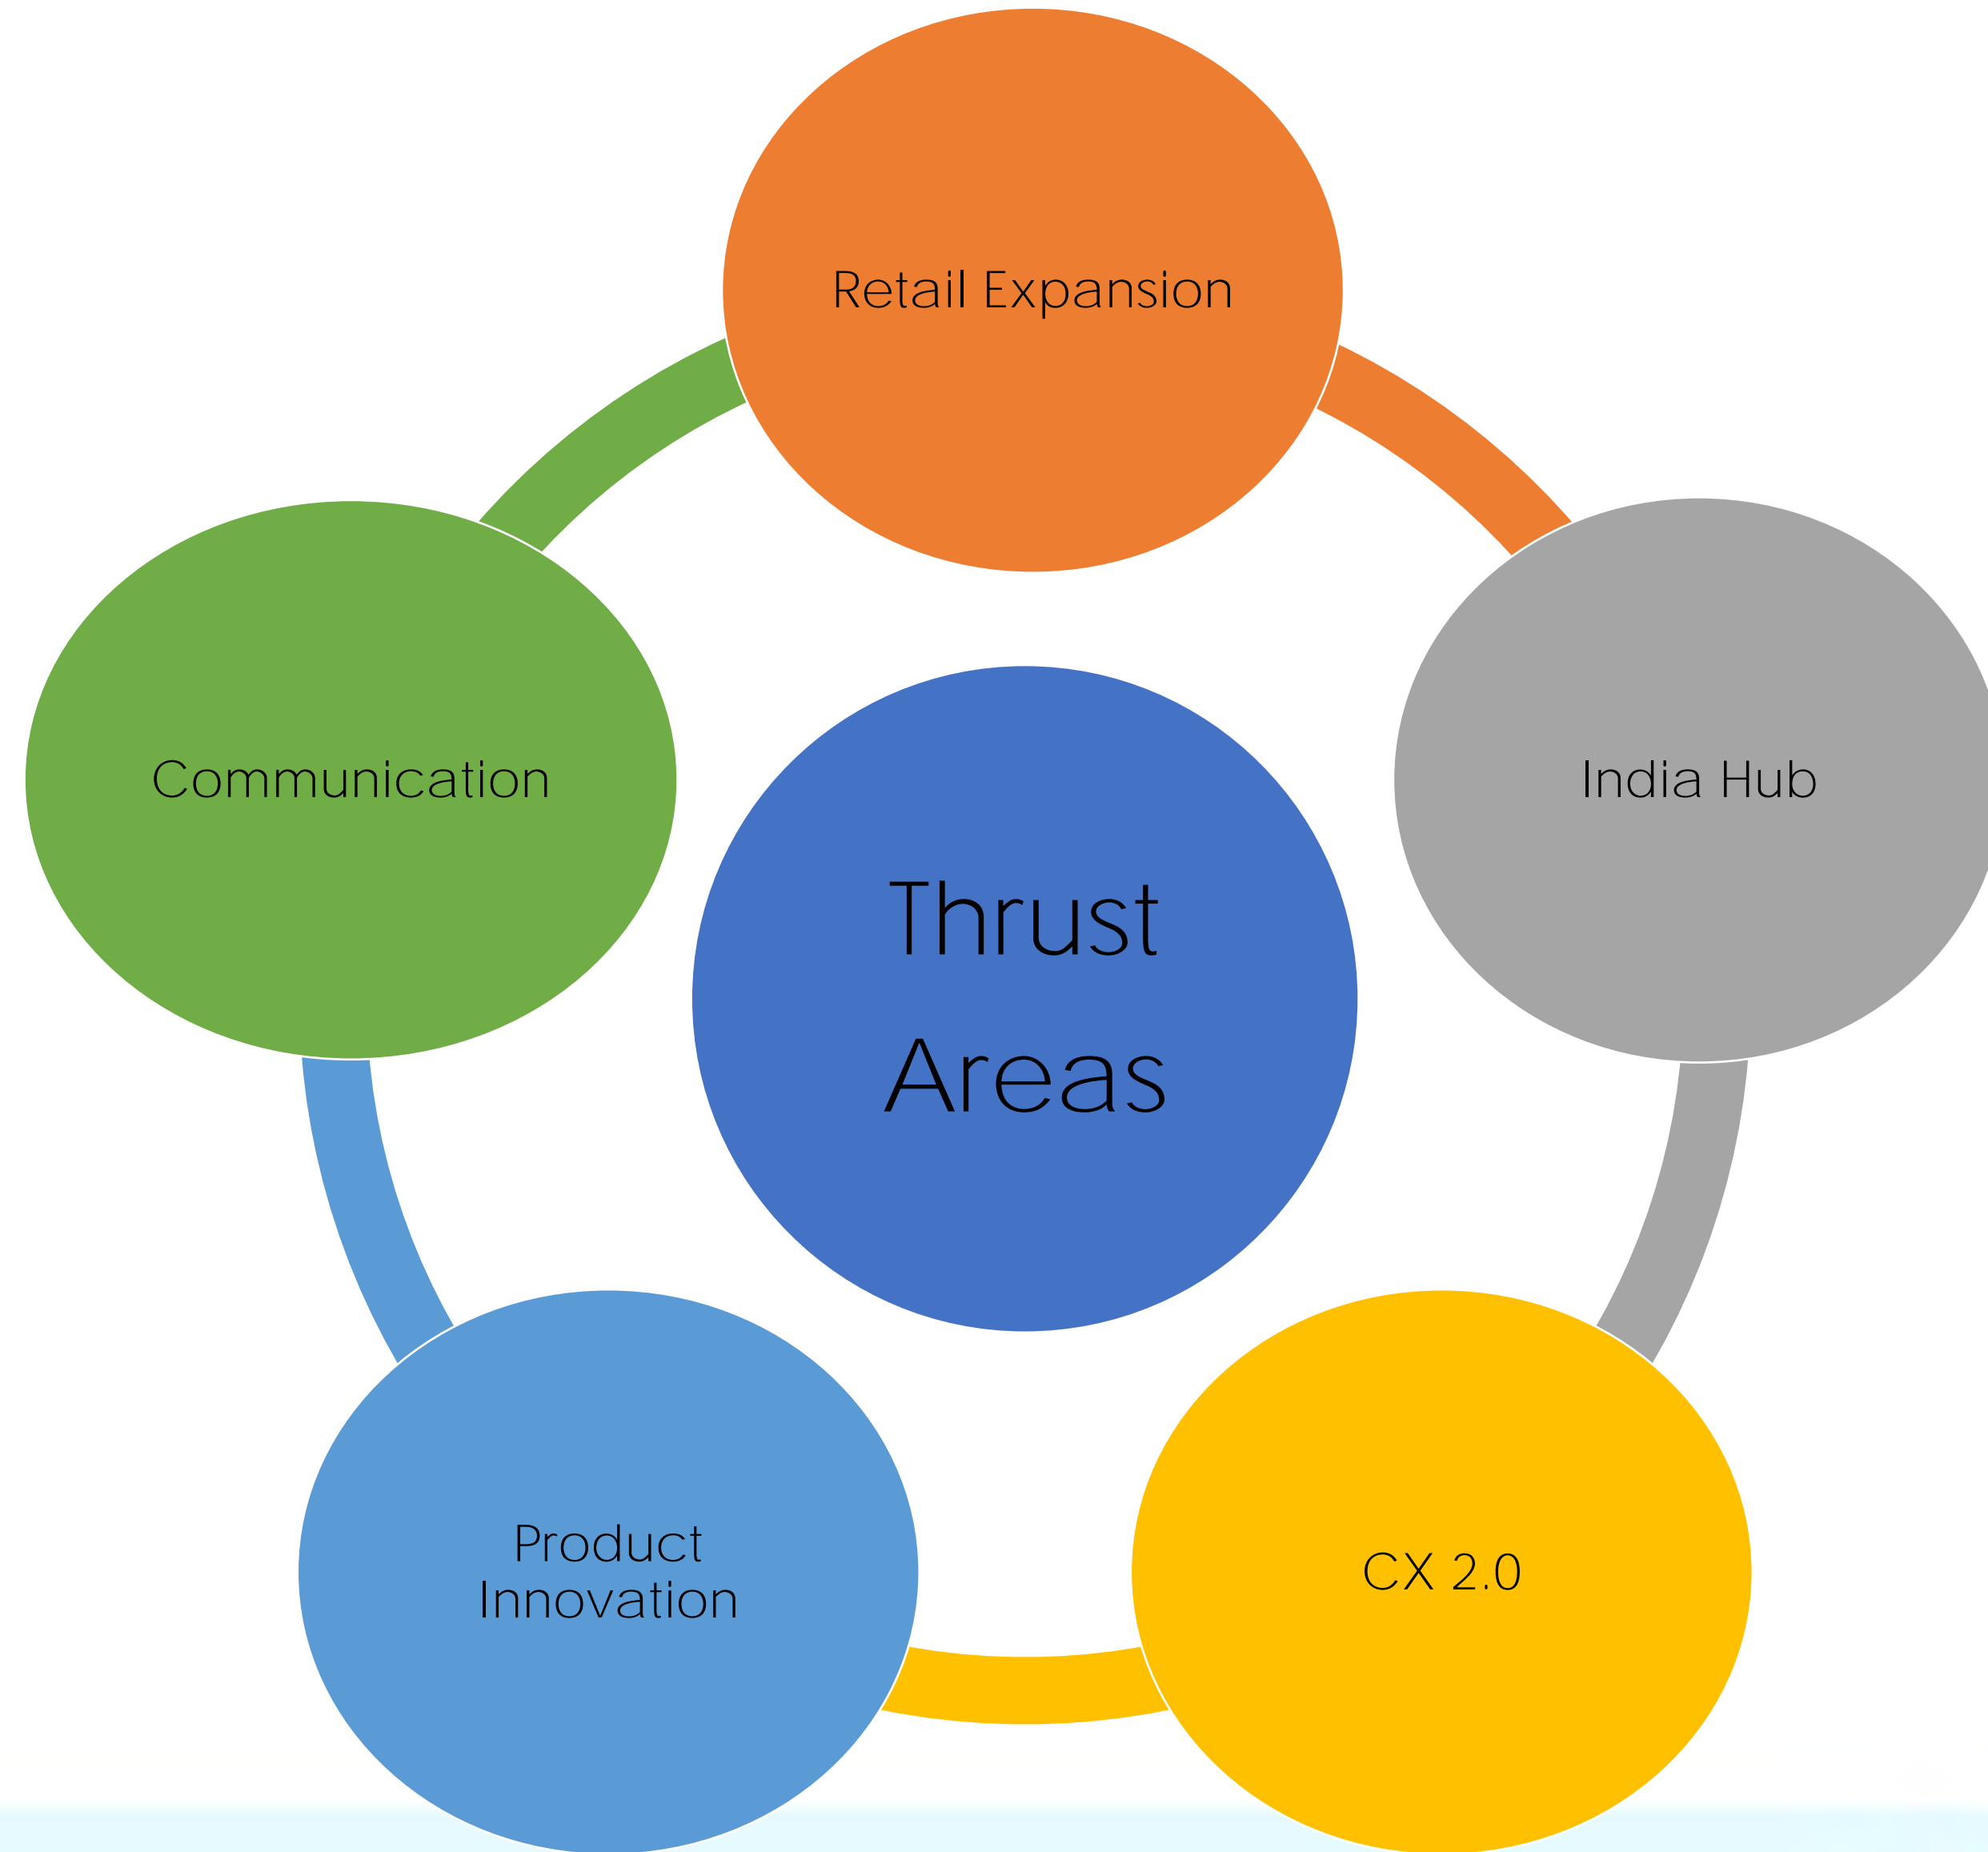 Retail Expansion
Communication
India Hub
Thrust
Areas
Product
Innovation
CX 2.0